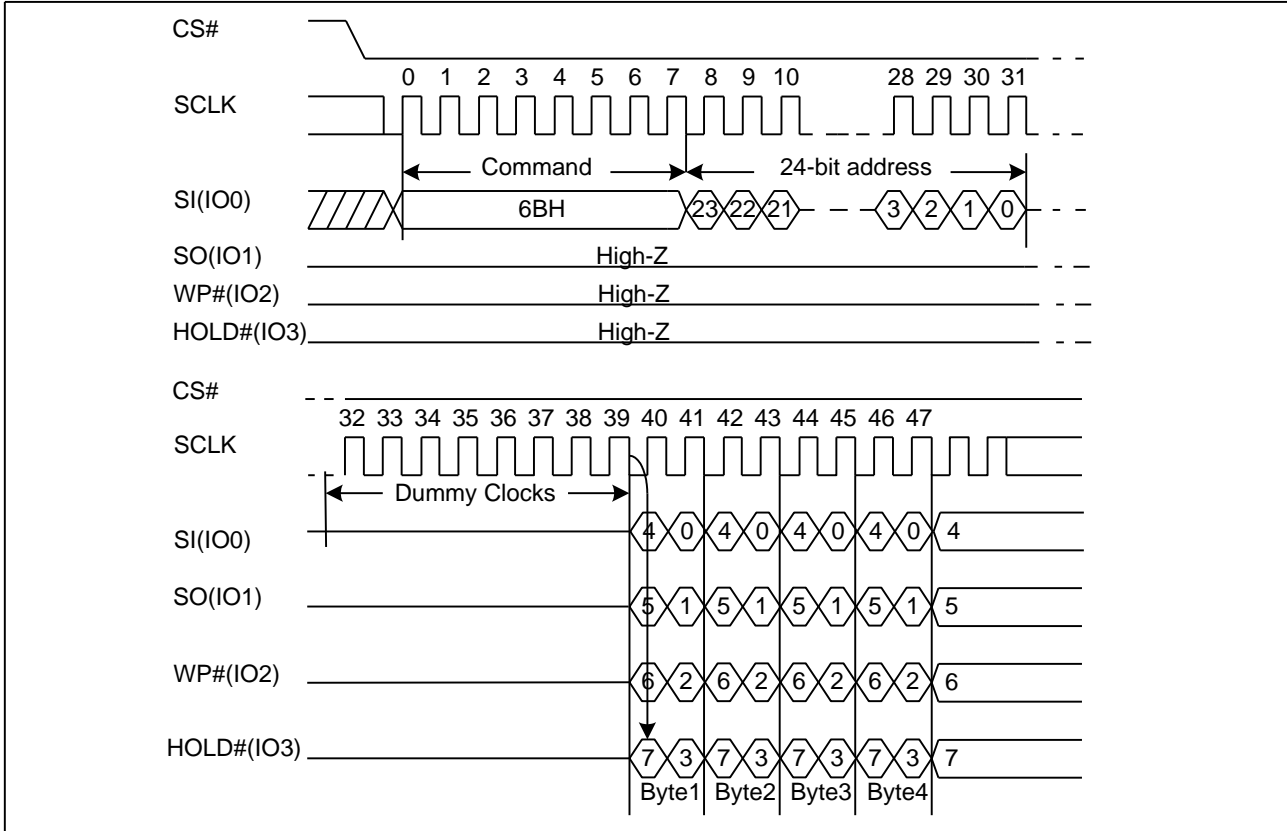 CS#
0 1 2 3 4 5 6 7 8 9 10 28 29 30 31
SCLK
Command 24-bit address
SI(IO0) 6BH 23 22 21 3 2 1 0
SO(IO1) High-Z
WP#(IO2) High-Z
HOLD#(IO3) High-Z
CS#
32 33 34 35 36 37 38 39 40 41 42 43 44 45 46 47
SCLK
Dummy Clocks
SI(IO0) 4 0 4 0 4 0 4 0 4
SO(IO1) 5 1 5 1 5 1 5 1 5
WP#(IO2) 6 2 6 2 6 2 6 2 6
HOLD#(IO3) 7 3 7 3 7 3 7 3 7
Byte1 Byte2 Byte3 Byte4